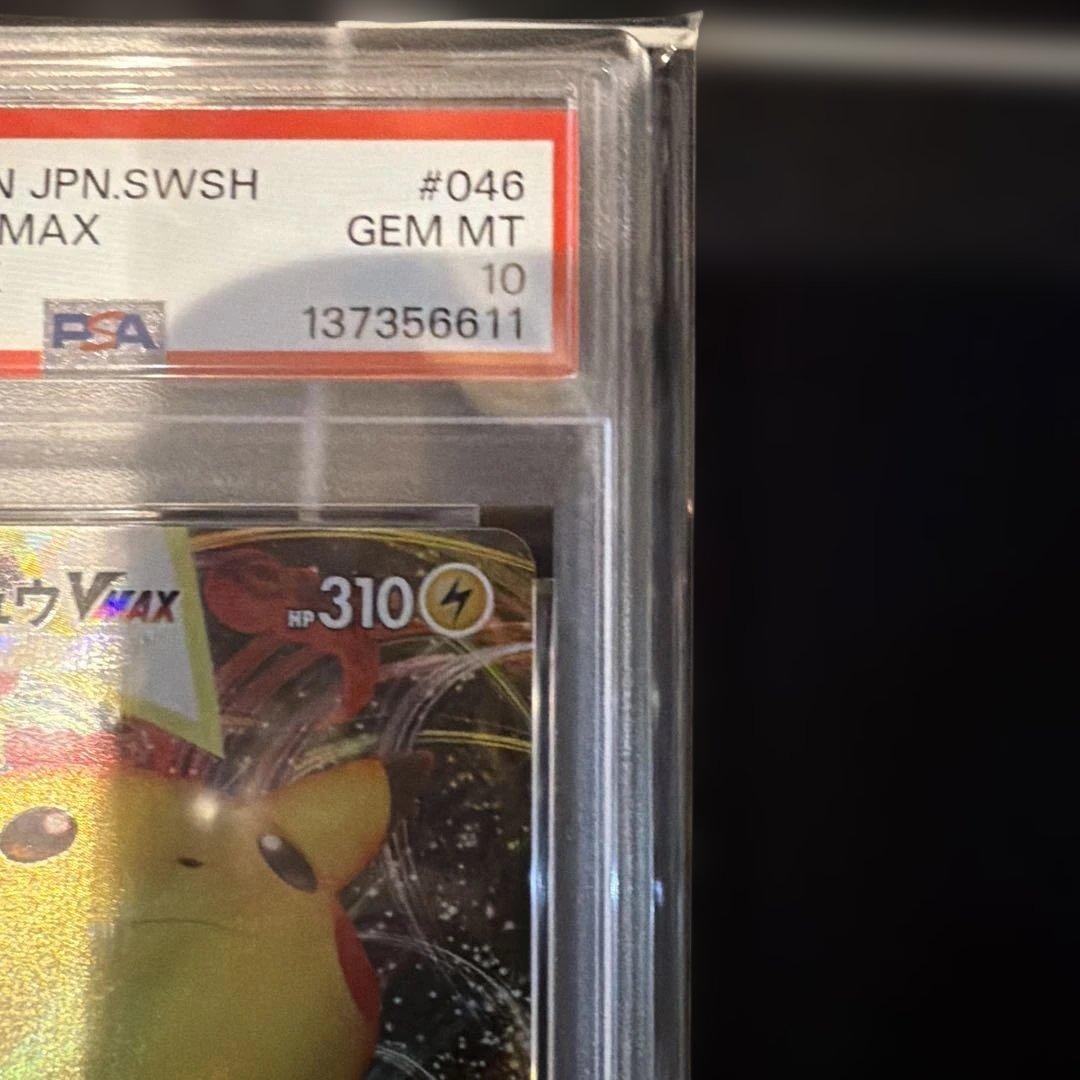 N JPN.SWSH #046
MAX GEM MT
10
PSA 137356611
ュウVMAX HP310